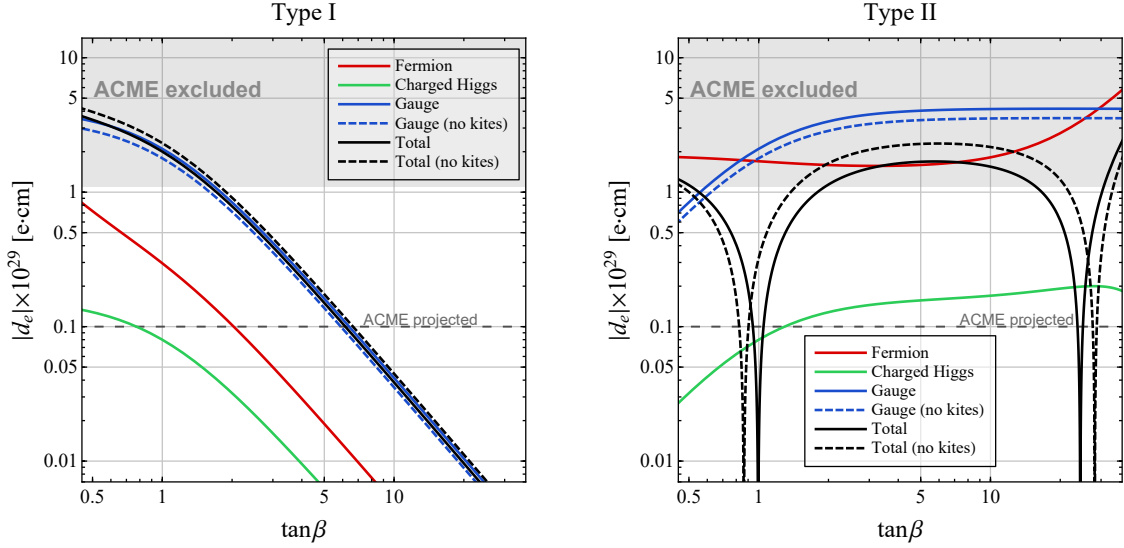 Type I
ACME excluded
Fermion
Charged Higgs
Gauge
Gauge (no kites)
Total
Total (no kites)
ACME projected
|d_e|×10^29 [e·cm]
10
5
1
0.5
0.1
0.05
0.01
0.5
1
5
10
tanβ
Type II
ACME excluded
ACME projected
Fermion
Charged Higgs
Gauge
Gauge (no kites)
Total
Total (no kites)
|d_e|×10^29 [e·cm]
10
5
1
0.5
0.1
0.05
0.01
0.5
1
5
10
tanβ